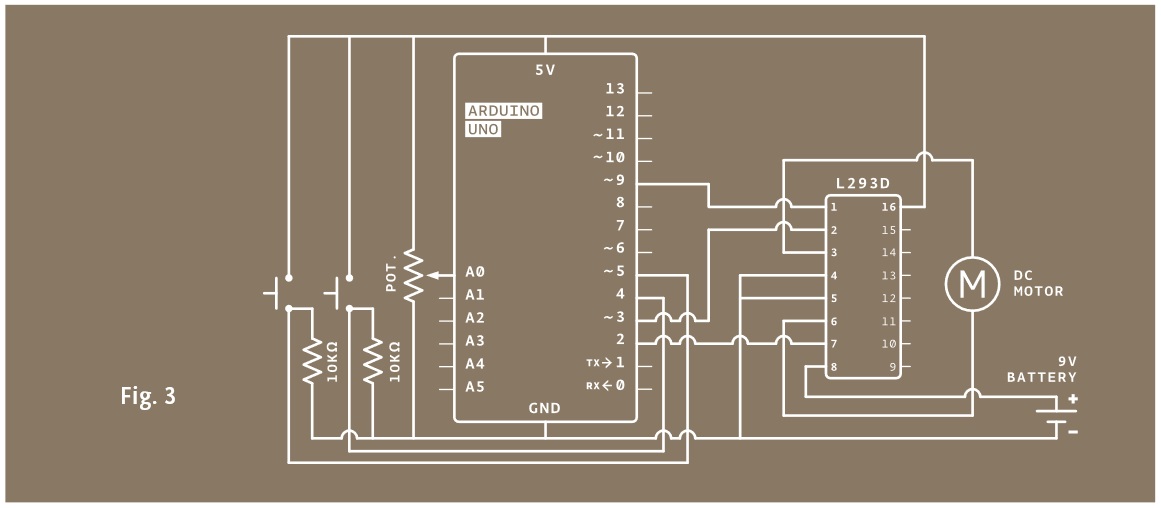 5V
ARDUINO
UNO
13
12
~11
~10
~9
8
7
~6
~5
4
~3
2
TX→1
RX←0
A0
A1
A2
A3
A4
A5
GND
POT.
10KΩ
10KΩ
L293D
1 16
2 15
3 14
4 13
5 12
6 11
7 10
8 9
M
DC
MOTOR
9V
BATTERY
+
−
Fig. 3